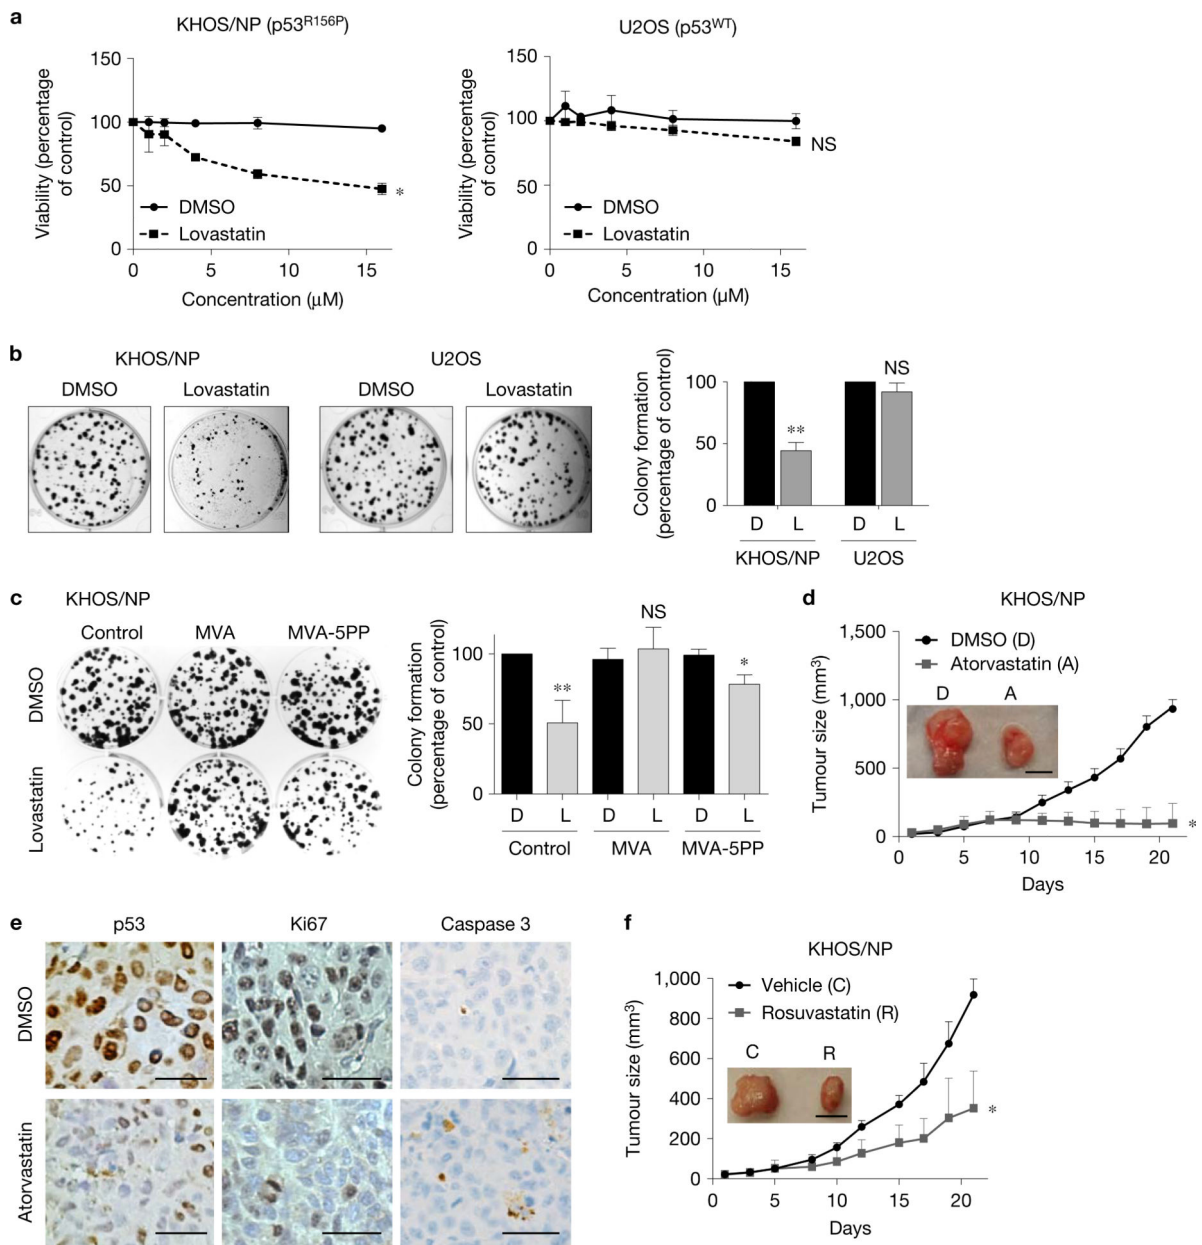 a
KHOS/NP (p53R156P)
Viability (percentage
of control)
150
100
50
0
DMSO
Lovastatin
*
0 5 10 15
Concentration (μM)
U2OS (p53WT)
Viability (percentage
of control)
150
100
50
0
NS
DMSO
Lovastatin
0 5 10 15
Concentration (μM)
b
KHOS/NP
U2OS
DMSO Lovastatin DMSO Lovastatin
Colony formation
(percentage of control)
100
50
0
**
NS
D L D L
KHOS/NP U2OS
c
KHOS/NP
Control MVA MVA-5PP
DMSO
Lovastatin
Colony formation
(percentage of control)
100
50
0
**
NS
*
D L D L D L
Control MVA MVA-5PP
d
KHOS/NP
Tumour size (mm3)
1,500
1,000
500
0
DMSO (D)
Atorvastatin (A)
D A
*
0 5 10 15 20
Days
e
p53 Ki67 Caspase 3
DMSO
Atorvastatin
f
KHOS/NP
Tumour size (mm3)
1,000
800
600
400
200
0
Vehicle (C)
Rosuvastatin (R)
C R
*
0 5 10 15 20
Days